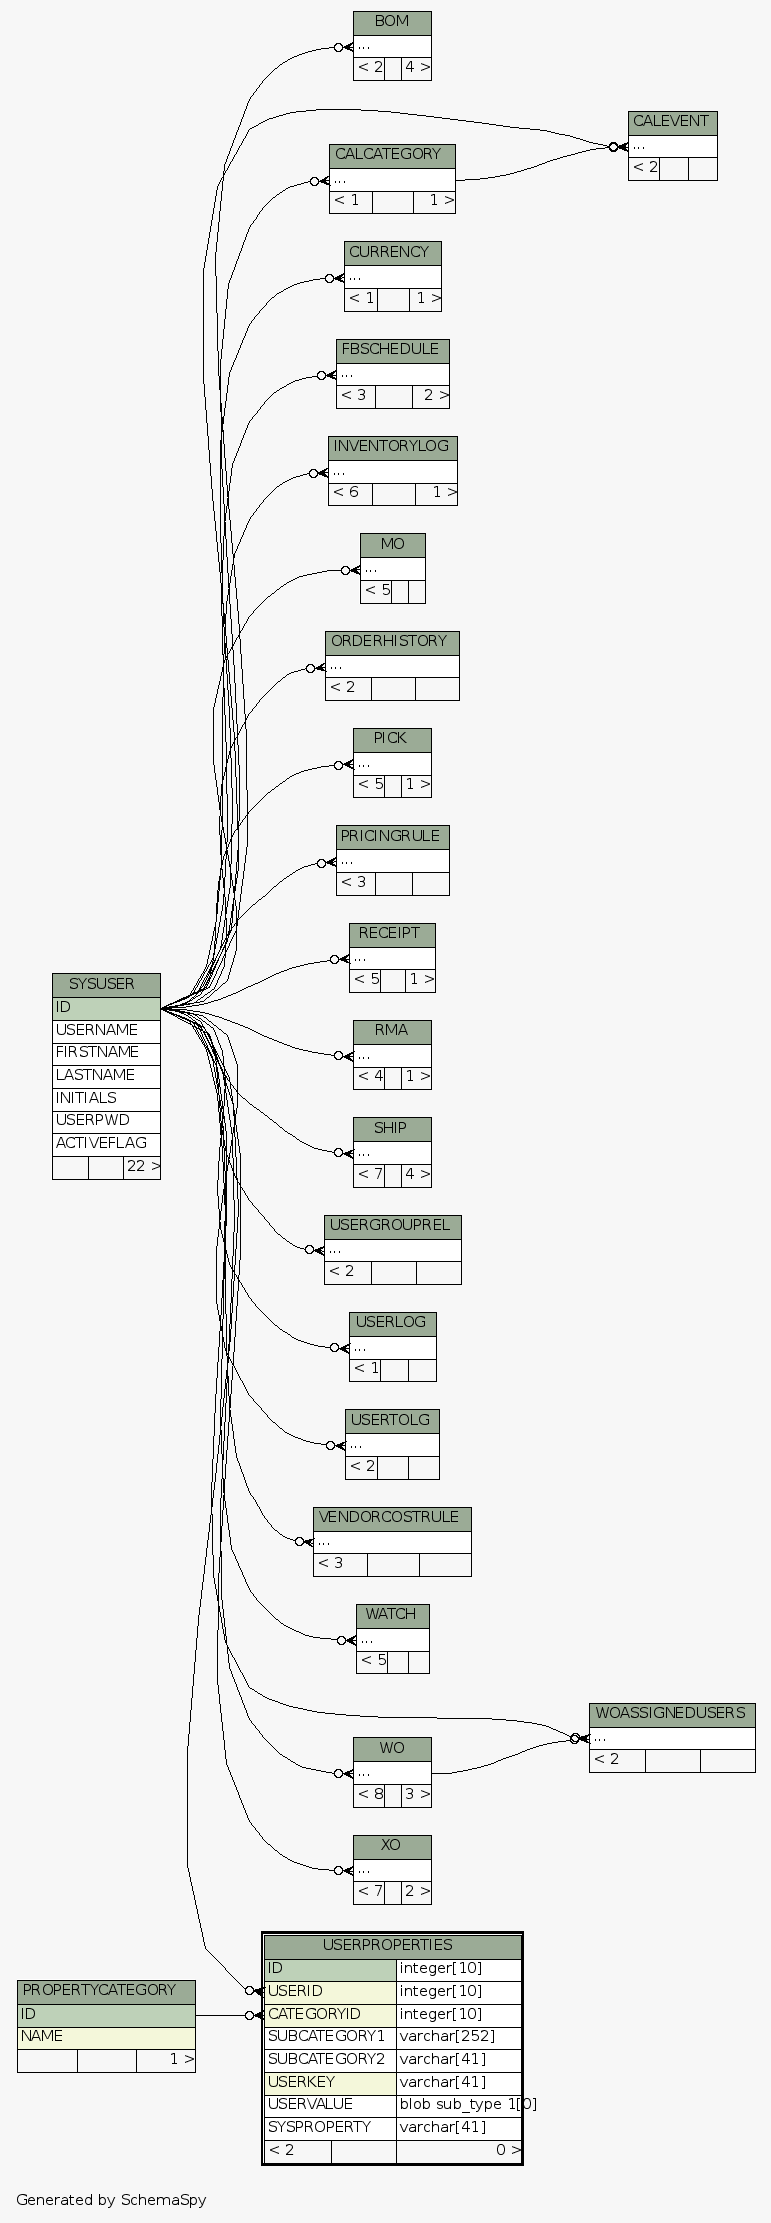 BOM
...
< 2 4 >
CALEVENT
...
< 2
CALCATEGORY
...
< 1 1 >
CURRENCY
...
< 1 1 >
FBSCHEDULE
...
< 3 2 >
INVENTORYLOG
...
< 6 1 >
MO
...
< 5
ORDERHISTORY
...
< 2
PICK
...
< 5 1 >
PRICINGRULE
...
< 3
RECEIPT
...
< 5 1 >
SYSUSER
ID
USERNAME
FIRSTNAME
LASTNAME
INITIALS
USERPWD
ACTIVEFLAG
22 >
RMA
...
< 4 1 >
SHIP
...
< 7 4 >
USERGROUPREL
...
< 2
USERLOG
...
< 1
USERTOLG
...
< 2
VENDORCOSTRULE
...
< 3
WATCH
...
< 5
WOASSIGNEDUSERS
...
< 2
WO
...
< 8 3 >
XO
...
< 7 2 >
USERPROPERTIES
ID integer[10]
USERID integer[10]
CATEGORYID integer[10]
SUBCATEGORY1 varchar[252]
SUBCATEGORY2 varchar[41]
USERKEY varchar[41]
USERVALUE blob sub_type 1[0]
SYSPROPERTY varchar[41]
< 2 0 >
PROPERTYCATEGORY
ID
NAME
1 >
Generated by SchemaSpy